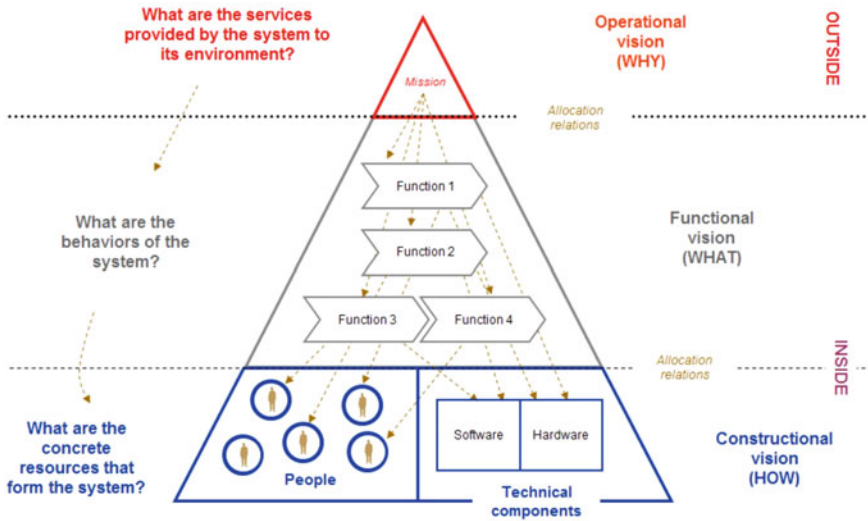 What are the services
provided by the system to
its environment?
Mission
Operational
vision
(WHY)
OUTSIDE
Allocation
relations
What are the
behaviors of the
system?
Function 1
Function 2
Function 3
Function 4
Functional
vision
(WHAT)
Allocation
relations
INSIDE
What are the
concrete
resources that
form the system?
People
Software
Hardware
Technical
components
Constructional
vision
(HOW)